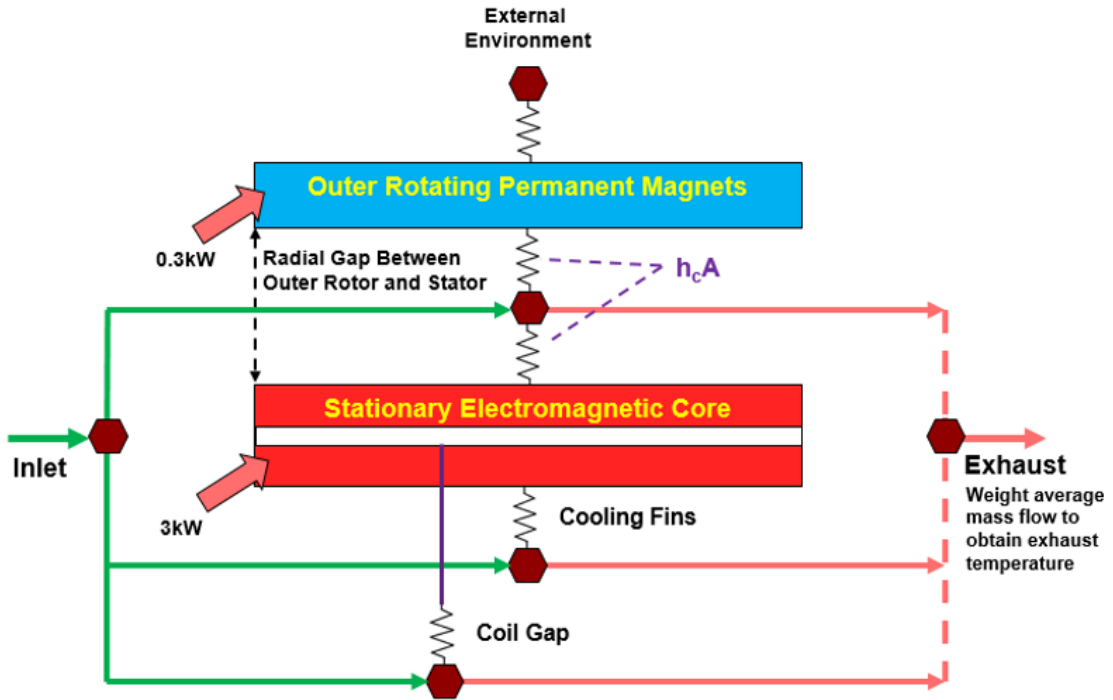 External
Environment
Outer Rotating Permanent Magnets
0.3kW
Radial Gap Between
Outer Rotor and Stator
h_cA
Stationary Electromagnetic Core
Inlet
3kW
Cooling Fins
Exhaust
Weight average
mass flow to
obtain exhaust
temperature
Coil Gap